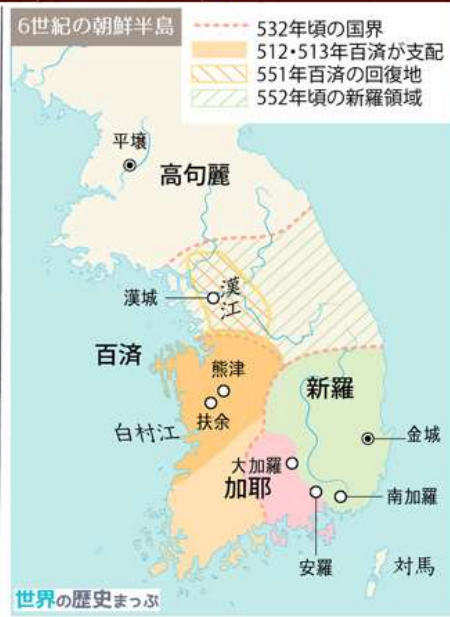 6世紀の朝鮮半島
532年頃の国界
512・513年百済が支配
551年百済の回復地
552年頃の新羅領域
平壌
高句麗
漢城
漢江
百済
熊津
新羅
扶余
白村江
金城
大加羅
加耶
南加羅
安羅
対馬
世界の歴史まっぷ